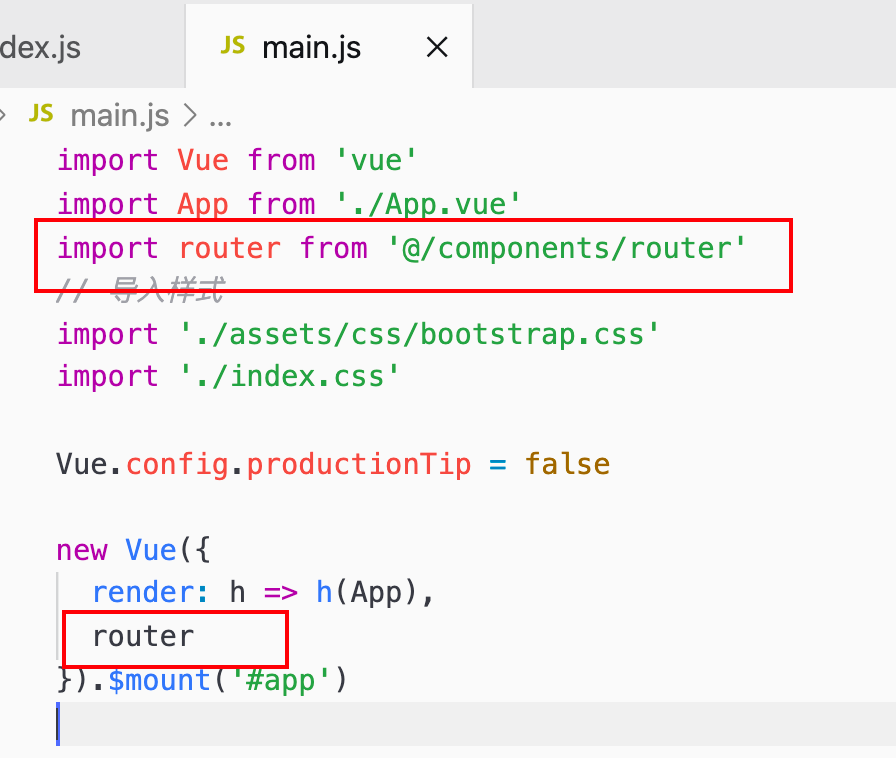 dex.js JS main.js ×
> JS main.js > ...
import Vue from 'vue'
import App from './App.vue'
import router from '@/components/router'
// 导入样式
import './assets/css/bootstrap.css'
import './index.css'
Vue.config.productionTip = false
new Vue({
render: h => h(App),
router
}).$mount('#app')